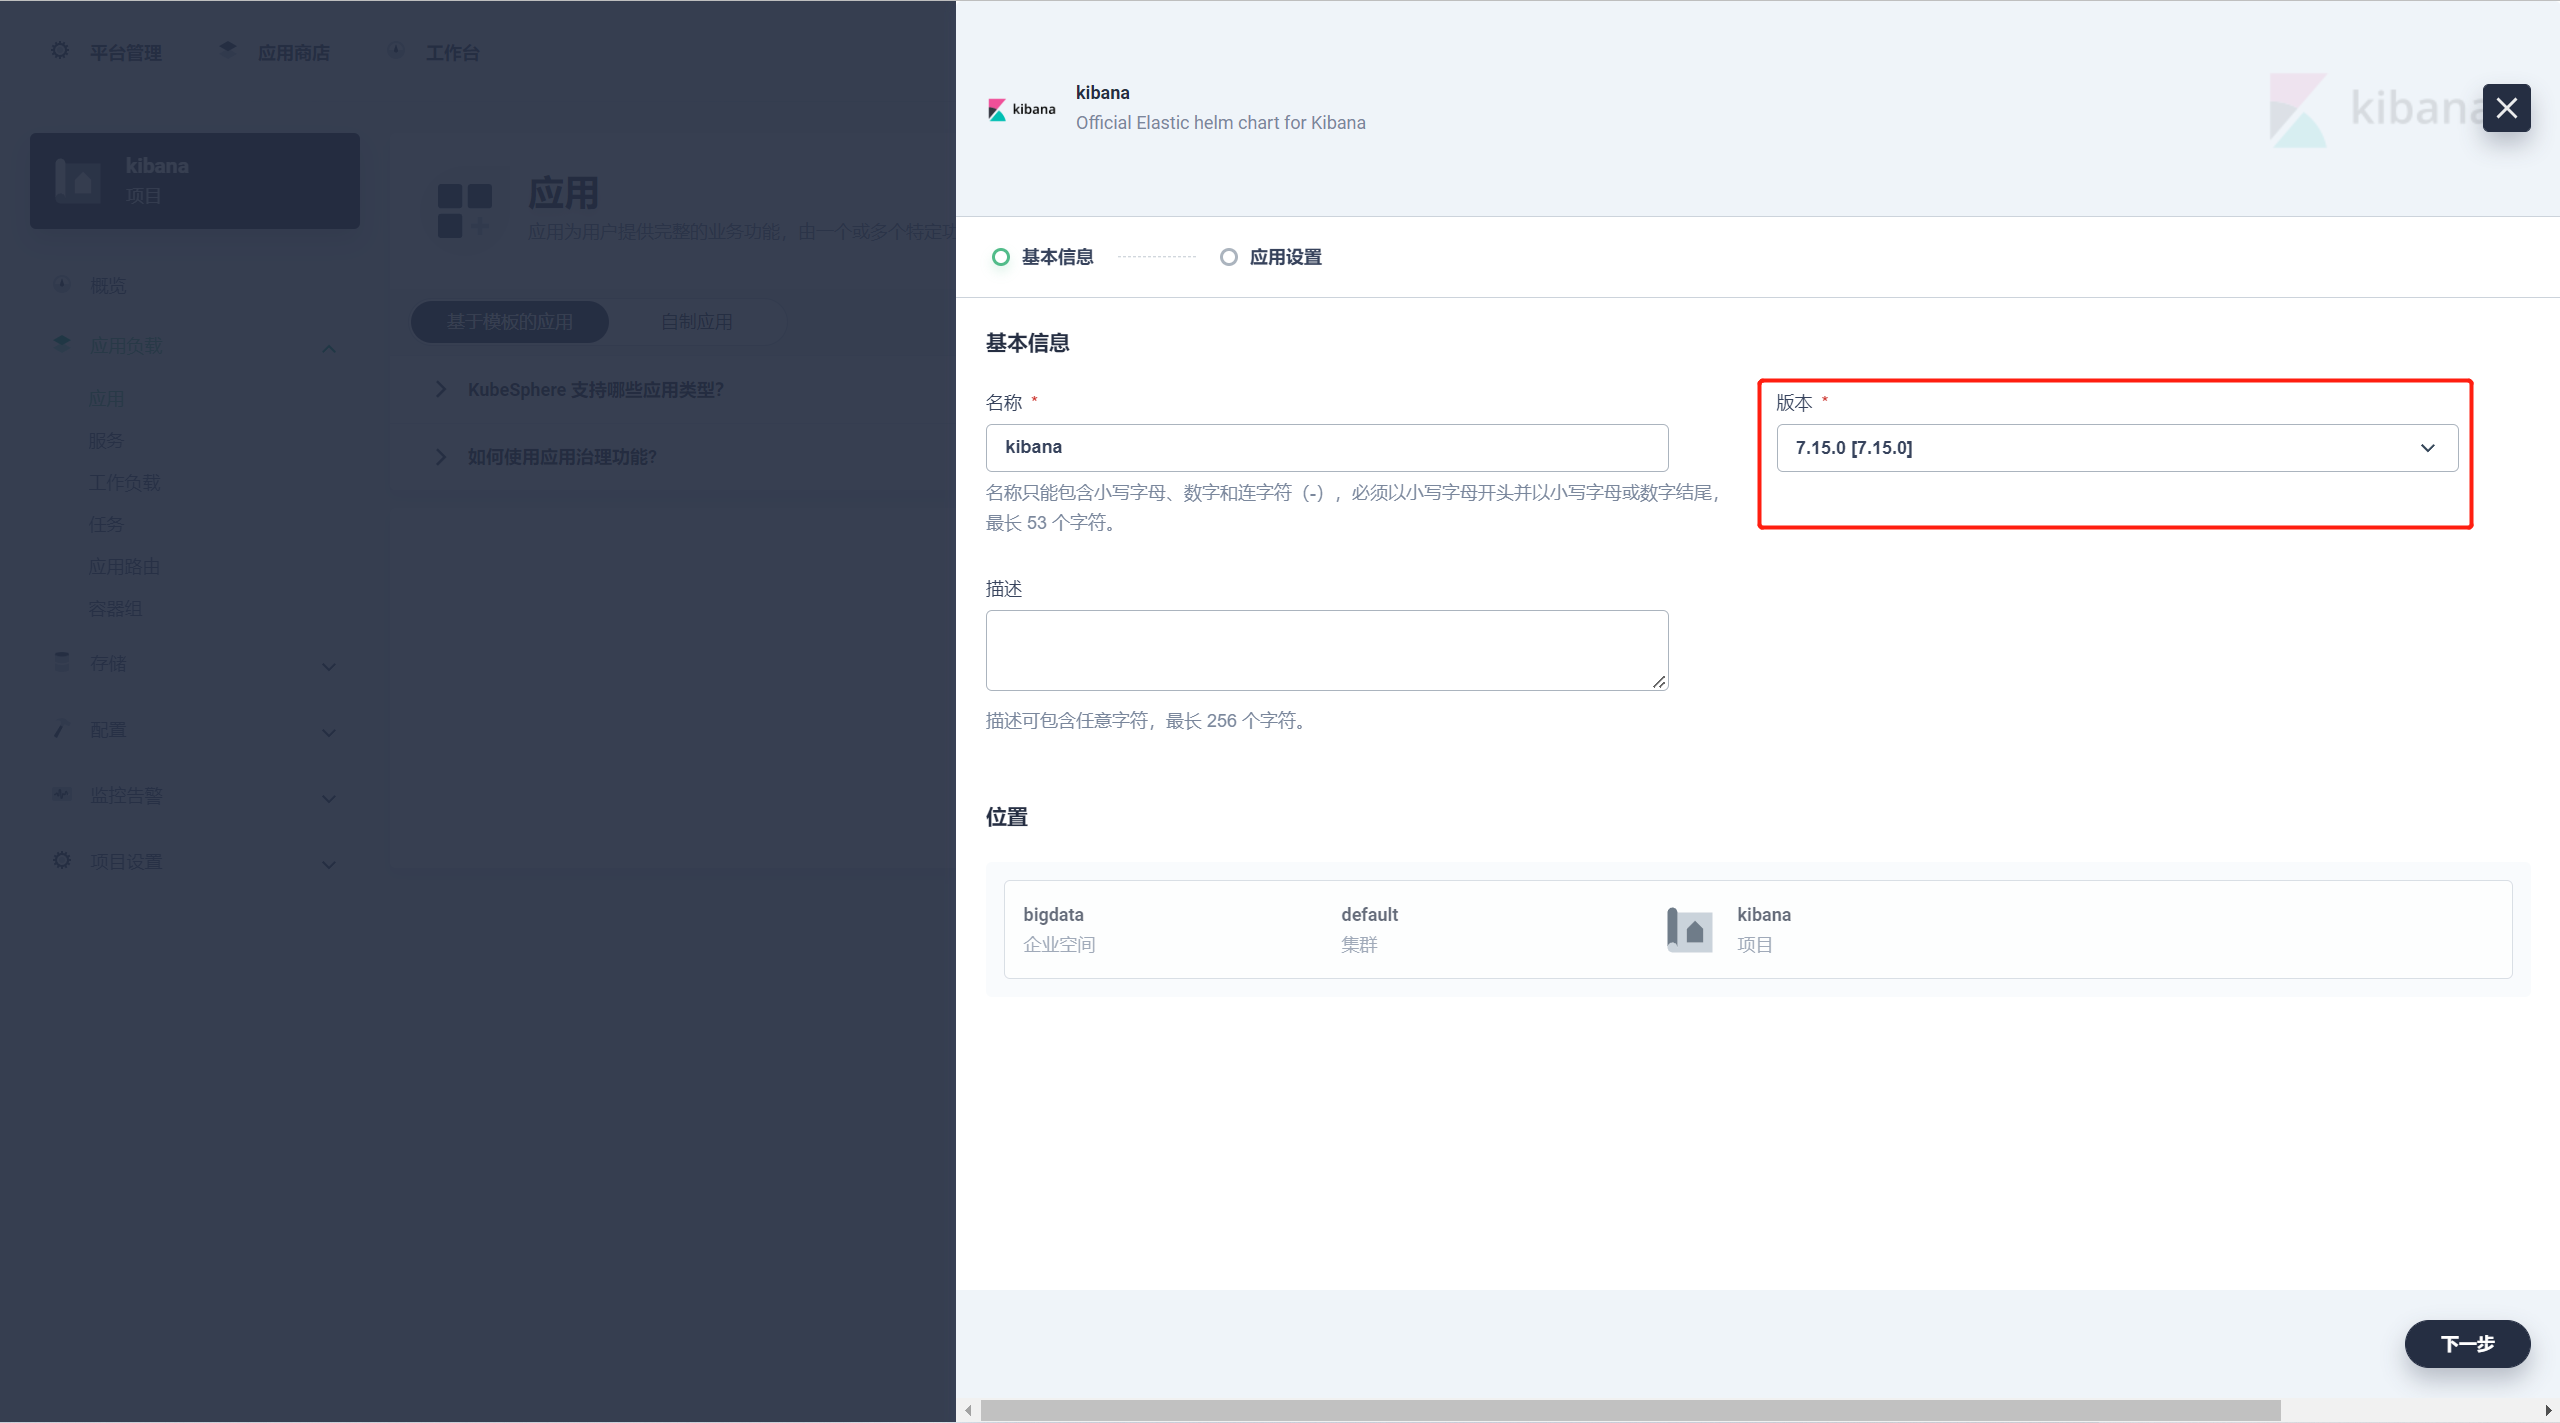 平台管理
应用商店
工作台
kibana
项目
概览
应用负载
应用
服务
工作负载
任务
应用路由
容器组
存储
配置
监控告警
项目设置
应用
应用为用户提供完整的业务功能，由一个或多个特定功
基于模板的应用
自制应用
KubeSphere 支持哪些应用类型？
如何使用应用治理功能？
kibana
kibana
Official Elastic helm chart for Kibana
kibana
基本信息
应用设置
基本信息
名称 *
kibana
名称只能包含小写字母、数字和连字符（-），必须以小写字母开头并以小写字母或数字结尾，
最长 53 个字符。
版本 *
7.15.0 [7.15.0]
描述
描述可包含任意字符，最长 256 个字符。
位置
bigdata
企业空间
default
集群
kibana
项目
下一步